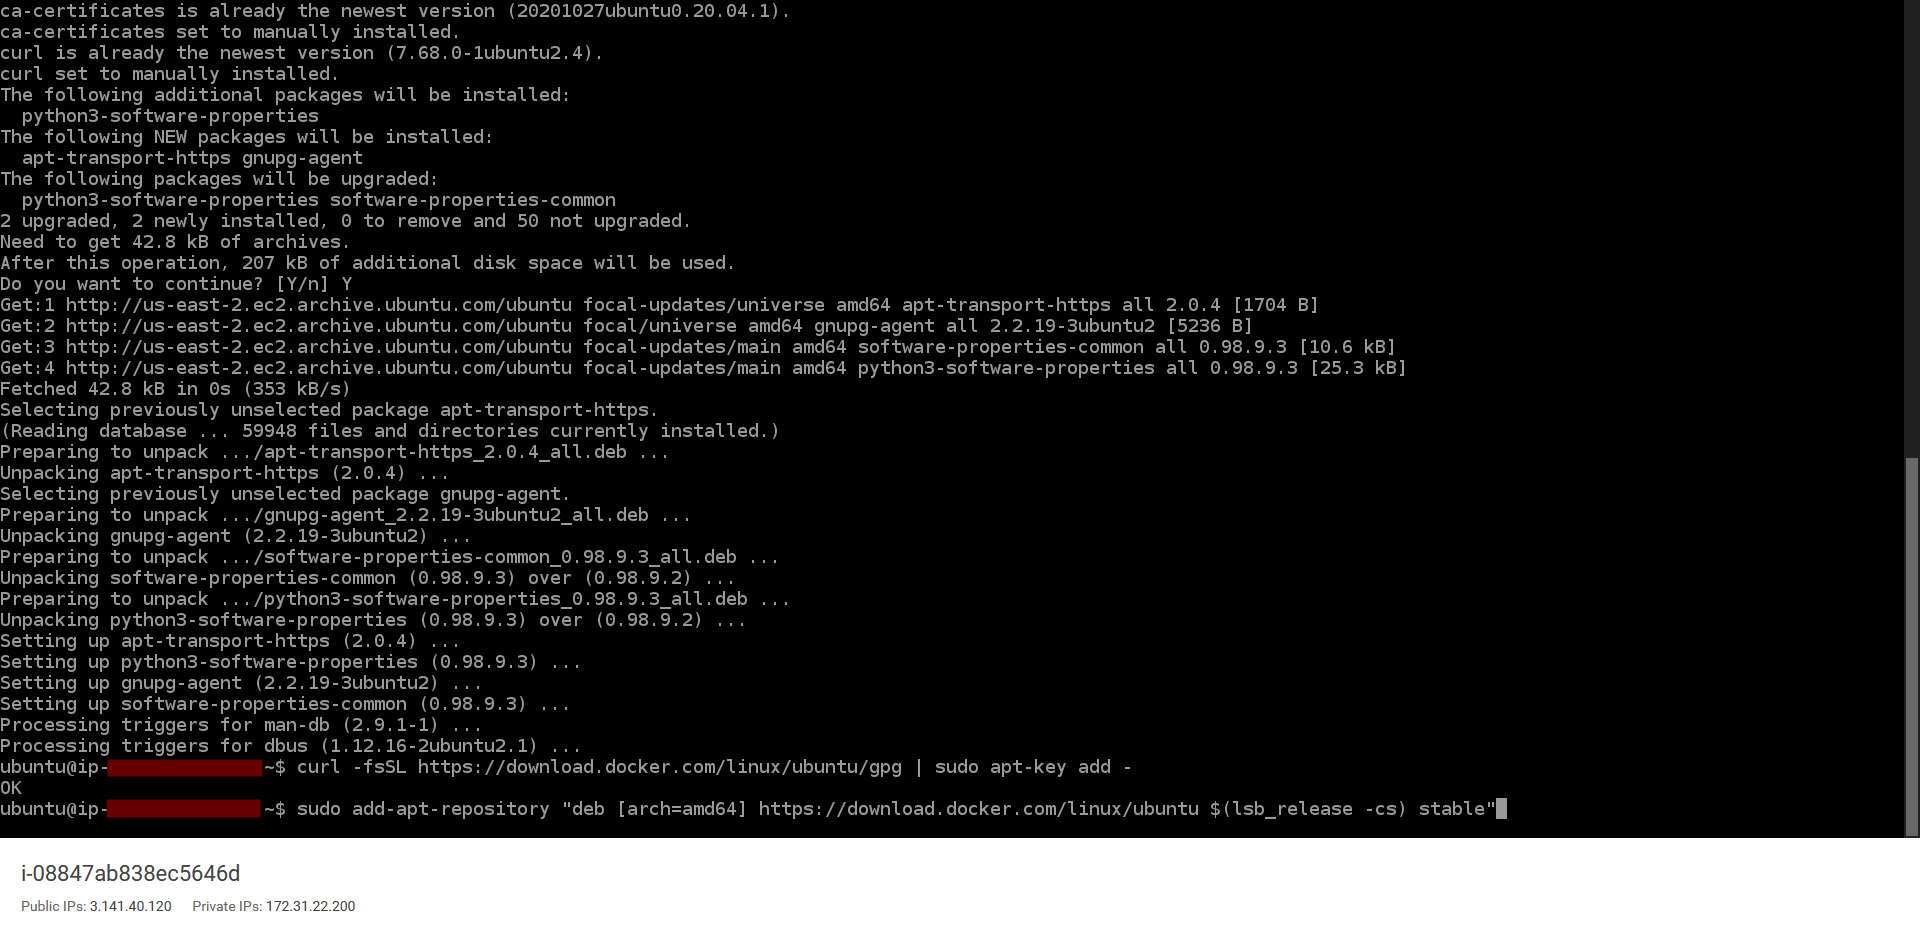 ca-certificates is already the newest version (20201027ubuntu0.20.04.1).
ca-certificates set to manually installed.
curl is already the newest version (7.68.0-1ubuntu2.4).
curl set to manually installed.
The following additional packages will be installed:
  python3-software-properties
The following NEW packages will be installed:
  apt-transport-https gnupg-agent
The following packages will be upgraded:
  python3-software-properties software-properties-common
2 upgraded, 2 newly installed, 0 to remove and 50 not upgraded.
Need to get 42.8 kB of archives.
After this operation, 207 kB of additional disk space will be used.
Do you want to continue? [Y/n] Y
Get:1 http://us-east-2.ec2.archive.ubuntu.com/ubuntu focal-updates/universe amd64 apt-transport-https all 2.0.4 [1704 B]
Get:2 http://us-east-2.ec2.archive.ubuntu.com/ubuntu focal/universe amd64 gnupg-agent all 2.2.19-3ubuntu2 [5236 B]
Get:3 http://us-east-2.ec2.archive.ubuntu.com/ubuntu focal-updates/main amd64 software-properties-common all 0.98.9.3 [10.6 kB]
Get:4 http://us-east-2.ec2.archive.ubuntu.com/ubuntu focal-updates/main amd64 python3-software-properties all 0.98.9.3 [25.3 kB]
Fetched 42.8 kB in 0s (353 kB/s)
Selecting previously unselected package apt-transport-https.
(Reading database ... 59948 files and directories currently installed.)
Preparing to unpack .../apt-transport-https_2.0.4_all.deb ...
Unpacking apt-transport-https (2.0.4) ...
Selecting previously unselected package gnupg-agent.
Preparing to unpack .../gnupg-agent_2.2.19-3ubuntu2_all.deb ...
Unpacking gnupg-agent (2.2.19-3ubuntu2) ...
Preparing to unpack .../software-properties-common_0.98.9.3_all.deb ...
Unpacking software-properties-common (0.98.9.3) over (0.98.9.2) ...
Preparing to unpack .../python3-software-properties_0.98.9.3_all.deb ...
Unpacking python3-software-properties (0.98.9.3) over (0.98.9.2) ...
Setting up apt-transport-https (2.0.4) ...
Setting up python3-software-properties (0.98.9.3) ...
Setting up gnupg-agent (2.2.19-3ubuntu2) ...
Setting up software-properties-common (0.98.9.3) ...
Processing triggers for man-db (2.9.1-1) ...
Processing triggers for dbus (1.12.16-2ubuntu2.1) ...
ubuntu@ip- ~$ curl -fsSL https://download.docker.com/linux/ubuntu/gpg | sudo apt-key add -
OK
ubuntu@ip- ~$ sudo add-apt-repository "deb [arch=amd64] https://download.docker.com/linux/ubuntu $(lsb_release -cs) stable"
i-08847ab838ec5646d
Public IPs: 3.141.40.120 Private IPs: 172.31.22.200